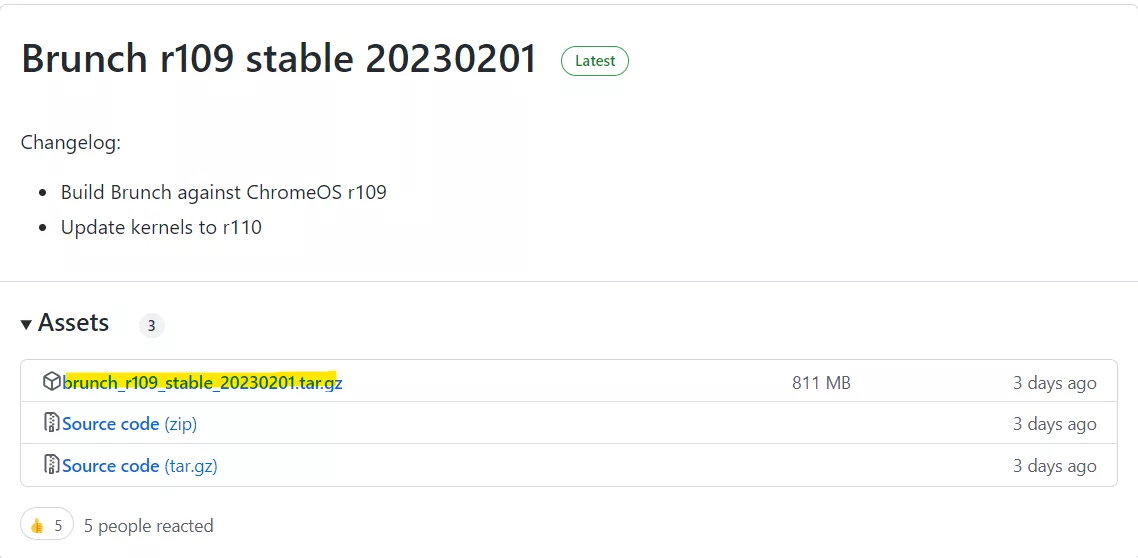 Brunch r109 stable 20230201 Latest
Changelog:
Build Brunch against ChromeOS r109
Update kernels to r110
Assets 3
brunch_r109_stable_20230201.tar.gz 811 MB 3 days ago
Source code (zip) 3 days ago
Source code (tar.gz) 3 days ago
👍 5 5 people reacted